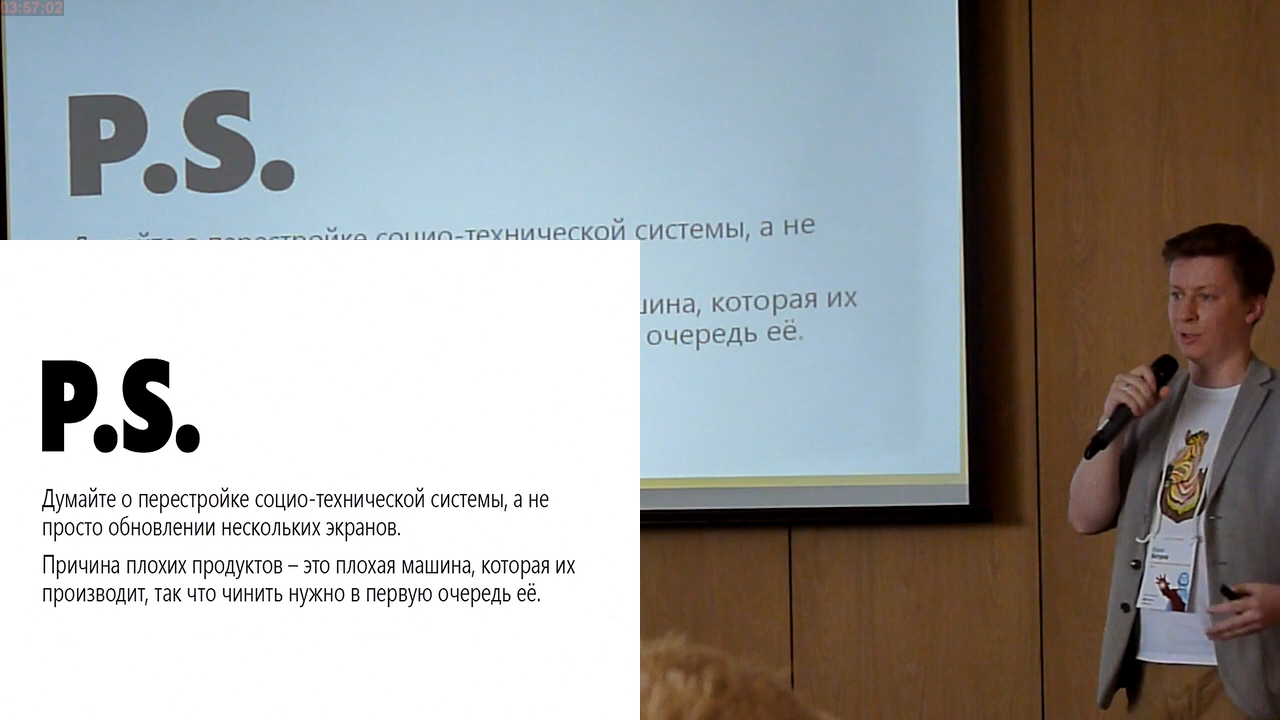 03:57:02
P.S.
Думайте о перестройке социо-технической системы, а не
которая их
очередь её.
P.S.
Думайте о перестройке социо-технической системы, а не
просто обновлении нескольких экранов.
Причина плохих продуктов – это плохая машина, которая их
производит, так что чинить нужно в первую очередь её.